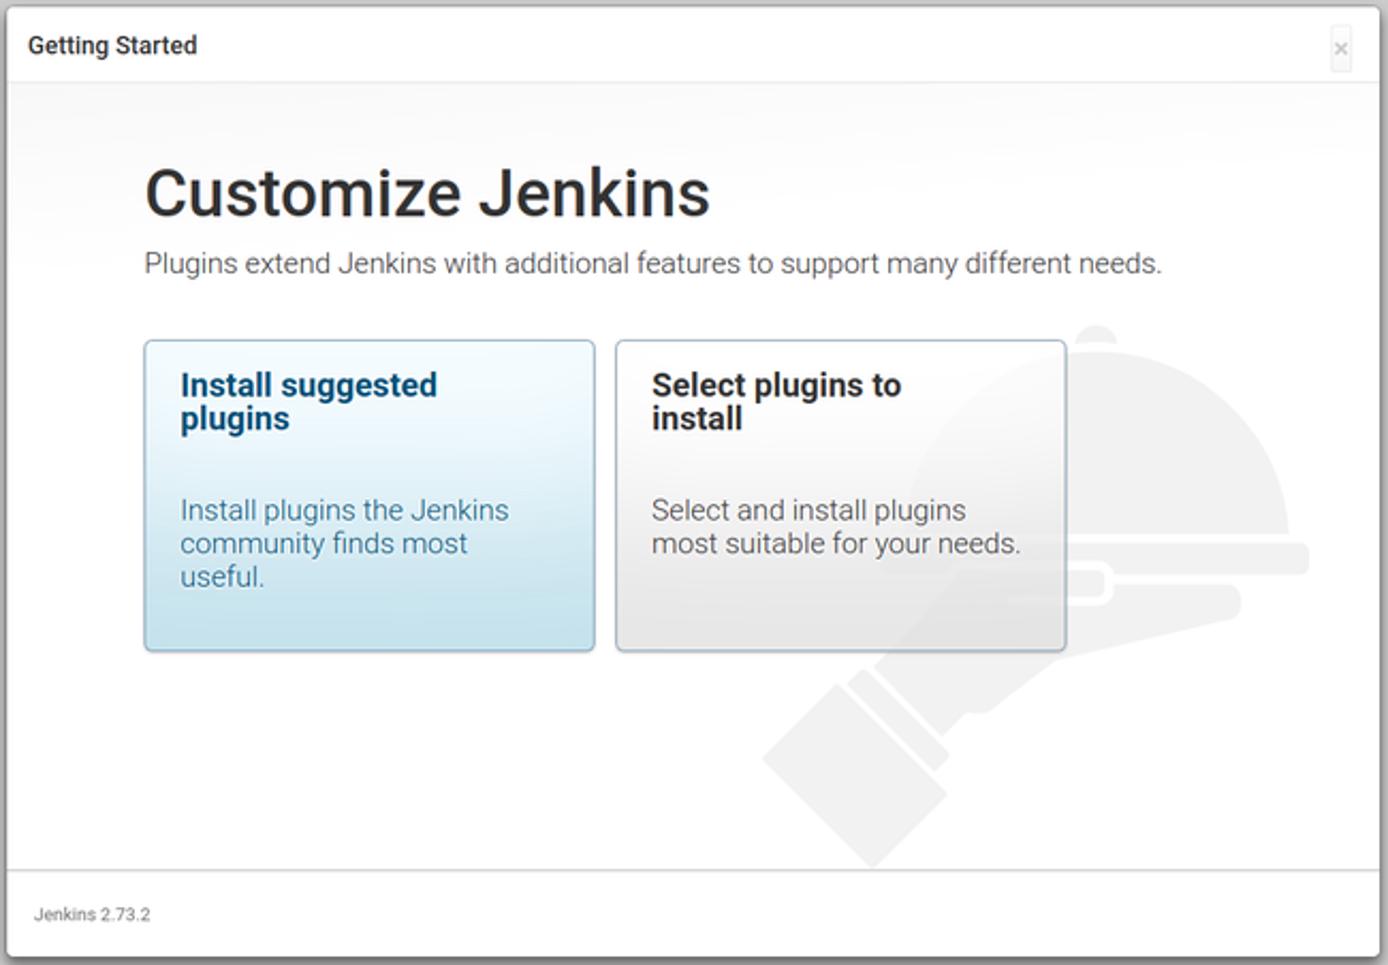 Getting Started
×
Customize Jenkins
Plugins extend Jenkins with additional features to support many different needs.
Install suggested
plugins
Install plugins the Jenkins
community finds most
useful.
Select plugins to
install
Select and install plugins
most suitable for your needs.
Jenkins 2.73.2